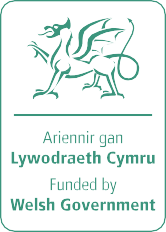 Ariennir gan
Lywodraeth Cymru
Funded by
Welsh Government